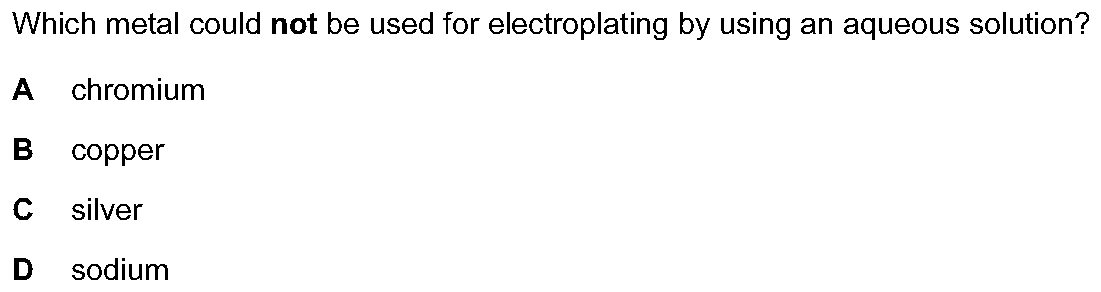 Which metal could not be used for electroplating by using an aqueous solution?
A chromium
B copper
C silver
D sodium